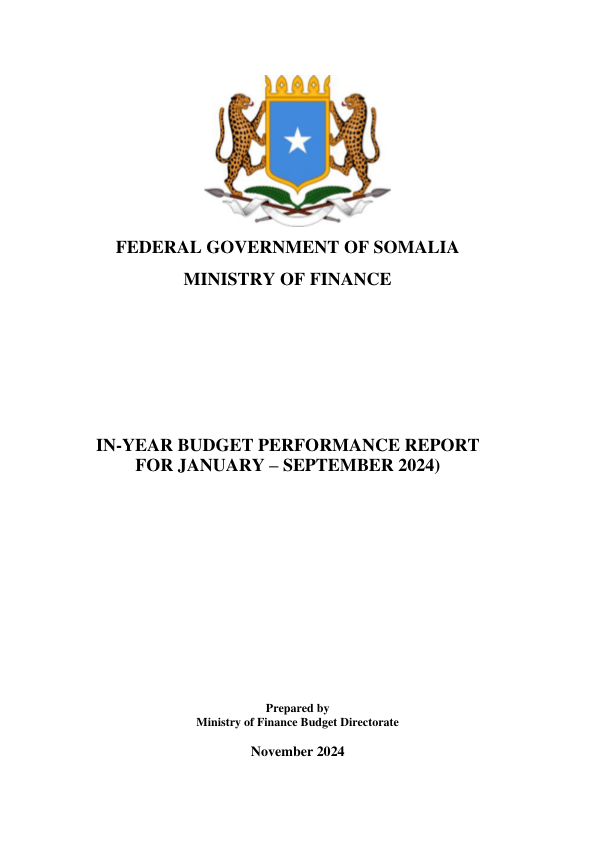 FEDERAL GOVERNMENT OF SOMALIA
MINISTRY OF FINANCE
IN-YEAR BUDGET PERFORMANCE REPORT
FOR JANUARY – SEPTEMBER 2024)
Prepared by
Ministry of Finance Budget Directorate
November 2024